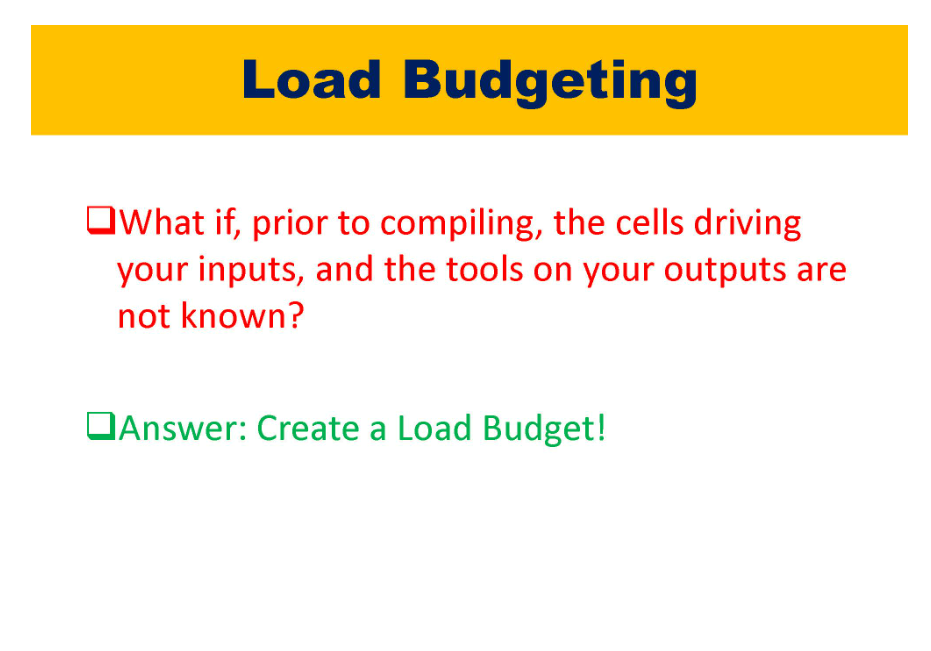 Load Budgeting
❑What if, prior to compiling, the cells driving
your inputs, and the tools on your outputs are
not known?
❑Answer: Create a Load Budget!